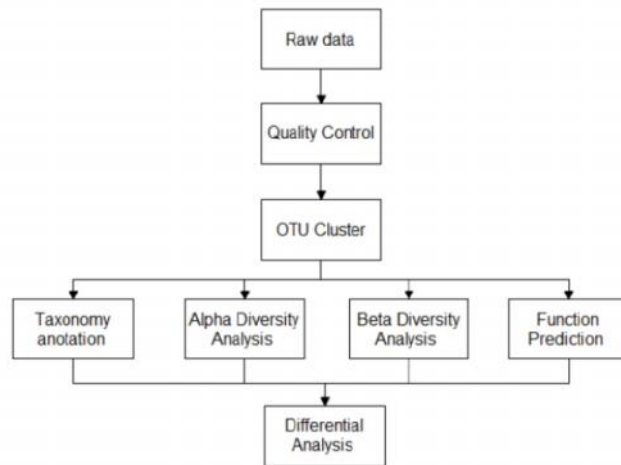 Raw data
Quality Control
OTU Cluster
Taxonomy
anotation
Alpha Diversity
Analysis
Beta Diversity
Analysis
Function
Prediction
Differential
Analysis